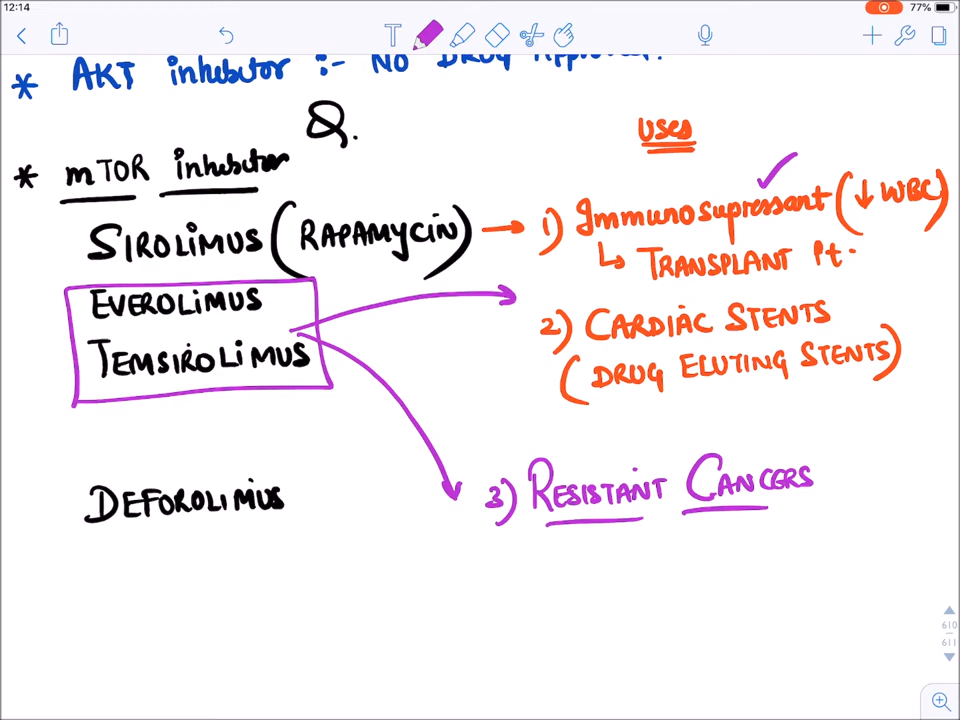 12:14
77%
* AKT inhibitor :- No DRUG Approved.
Q.
* mTOR inhibitor
SIROLIMUS (RAPAMYCIN)
EVEROLIMUS
TEMSIROLIMUS
DEFOROLIMUS
Uses
1) Immunosupressant (↓ WBC)
↳ TRANSPLANT Pt.
2) CARDIAC STENTS
(DRUG ELUTING STENTS)
3) RESISTANT CANCERS
610
611